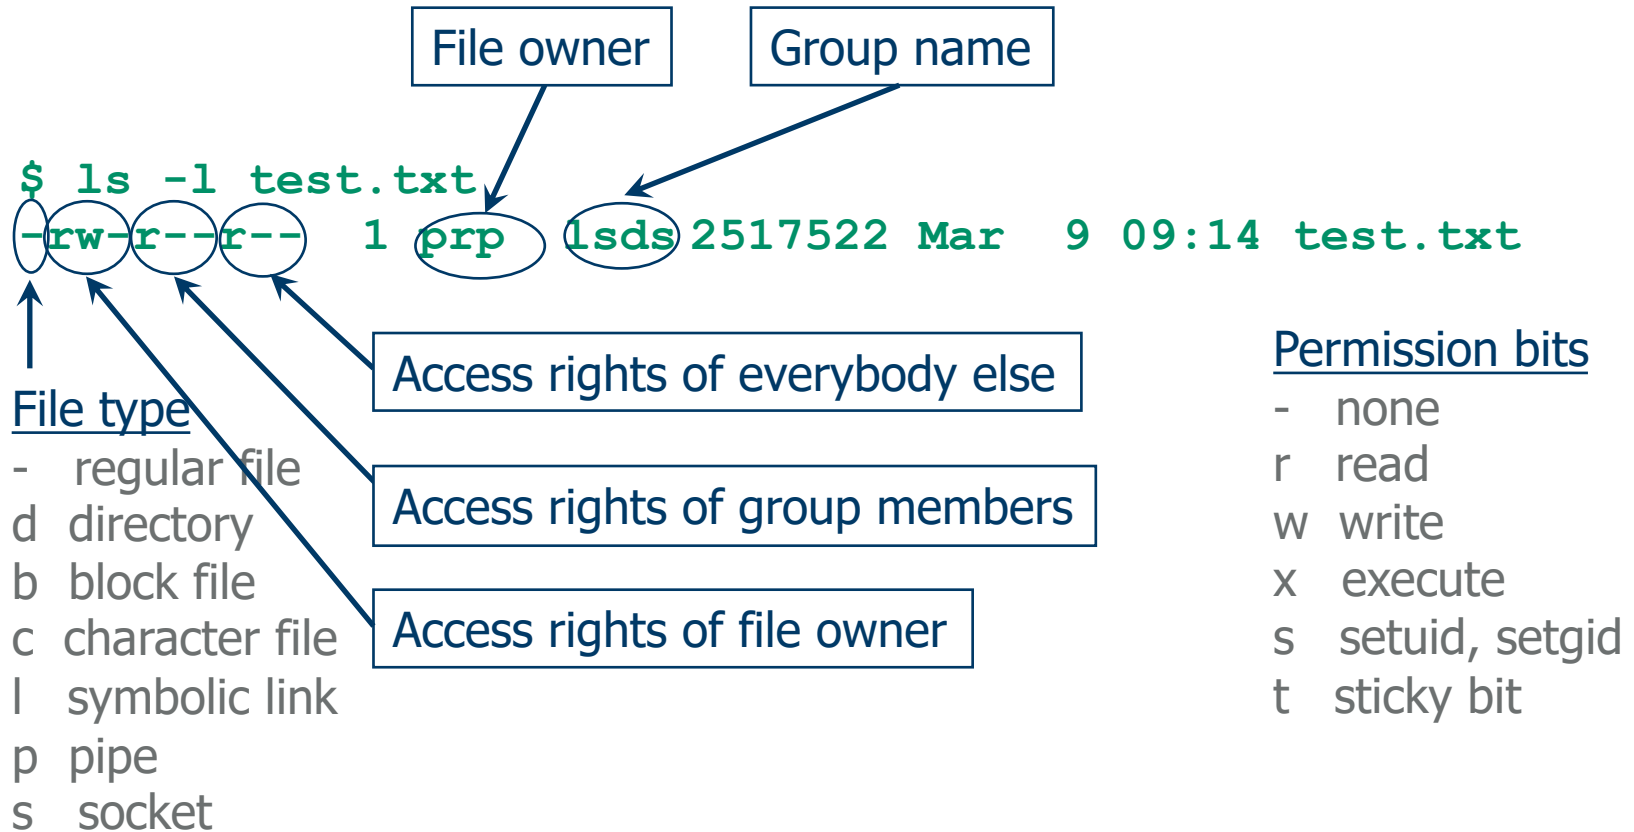 File owner
Group name
$ ls -l test.txt
-rw-r--r-- 1 prp lsds 2517522 Mar 9 09:14 test.txt
Access rights of everybody else
Access rights of group members
Access rights of file owner
File type
- regular file
d directory
b block file
c character file
l symbolic link
p pipe
s socket
Permission bits
- none
r read
w write
x execute
s setuid, setgid
t sticky bit